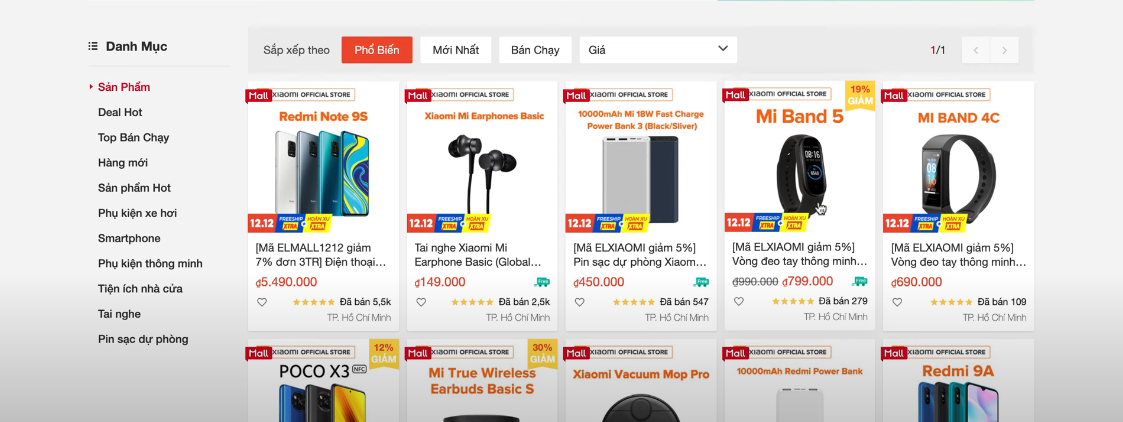 Danh Mục
Sắp xếp theo
Phổ Biến
Mới Nhất
Bán Chạy
Giá
1/1
Sản Phẩm
Deal Hot
Top Bán Chạy
Hàng mới
Sản phẩm Hot
Phụ kiện xe hơi
Smartphone
Phụ kiện thông minh
Tiện ích nhà cửa
Tai nghe
Pin sạc dự phòng
Mall
xiaomi OFFICIAL STORE
Redmi Note 9S
12.12
FREESHIP XTRA
HOÀN XU XTRA
[Mã ELMALL1212 giảm
7% đơn 3TR] Điện thoại...
₫5.490.000
Đã bán 5,5k
TP. Hồ Chí Minh
Mall
xiaomi OFFICIAL STORE
Xiaomi Mi Earphones Basic
12.12
FREESHIP XTRA
HOÀN XU XTRA
Tai nghe Xiaomi Mi
Earphone Basic (Global...
₫149.000
Free
Đã bán 2,5k
TP. Hồ Chí Minh
Mall
xiaomi OFFICIAL STORE
10000mAh Mi 18W Fast Charge
Power Bank 3 (Black/Sliver)
12.12
FREESHIP XTRA
HOÀN XU XTRA
[Mã ELXIAOMI giảm 5%]
Pin sạc dự phòng Xiaom...
₫450.000
Free
Đã bán 547
TP. Hồ Chí Minh
Mall
xiaomi OFFICIAL STORE
19%
GIẢM
Mi Band 5
08:16
12.12
FREESHIP XTRA
HOÀN XU XTRA
[Mã ELXIAOMI giảm 5%]
Vòng đeo tay thông minh...
₫990.000 ₫799.000
Free
Đã bán 279
TP. Hồ Chí Minh
Mall
xiaomi OFFICIAL STORE
MI BAND 4C
12.12
FREESHIP XTRA
HOÀN XU XTRA
[Mã ELXIAOMI giảm 5%]
Vòng đeo tay thông minh...
₫690.000
Đã bán 109
TP. Hồ Chí Minh
Mall
xiaomi OFFICIAL STORE
12%
GIẢM
POCO X3 NFC
Mall
xiaomi OFFICIAL STORE
30%
GIẢM
Mi True Wireless
Earbuds Basic S
Mall
xiaomi OFFICIAL STORE
Xiaomi Vacuum Mop Pro
Mall
xiaomi OFFICIAL STORE
10000mAh Redmi Power Bank
Mall
xiaomi OFFICIAL STORE
Redmi 9A